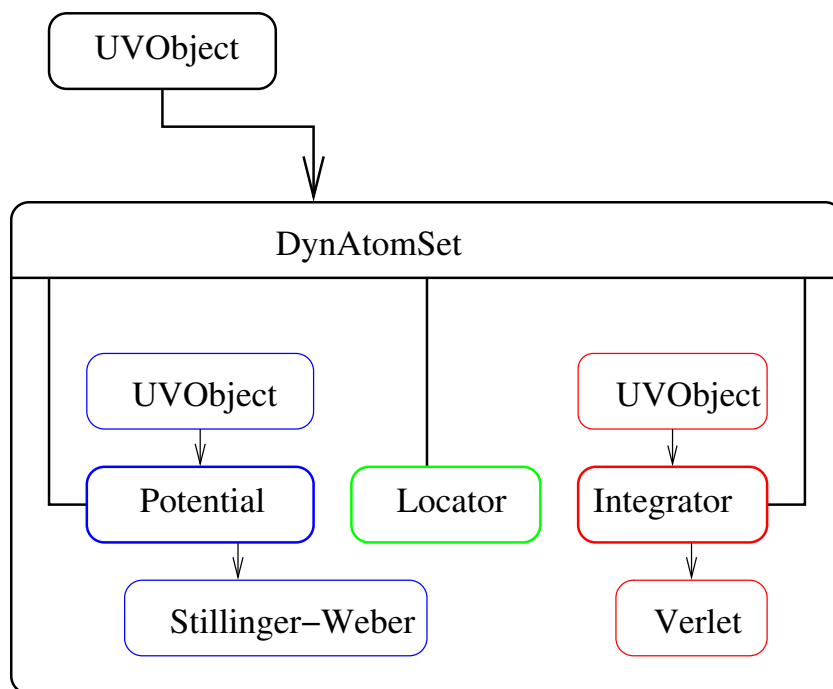 UVObject
DynAtomSet
UVObject
UVObject
Potential
Locator
Integrator
Stillinger−Weber
Verlet